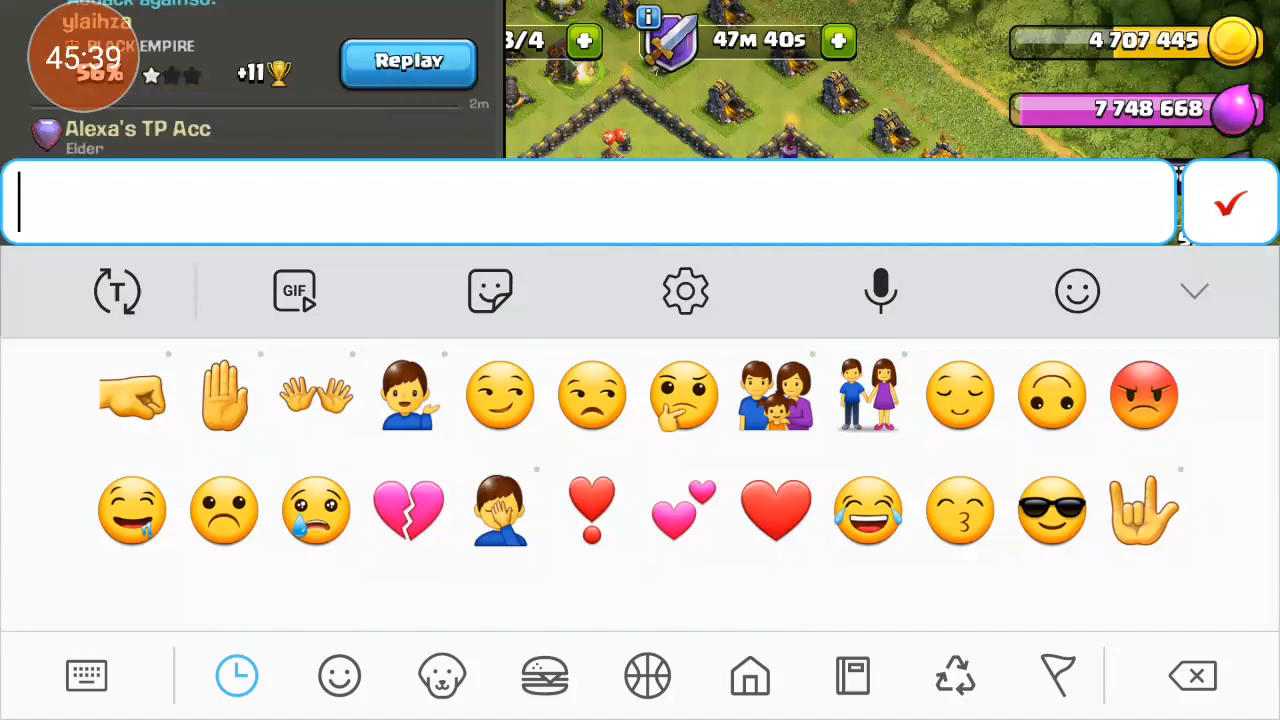 ylaihza
BLACK EMPIRE
45:39
56%
+11
Replay
2m
Alexa's TP Acc
Elder
3/4
47M 40S
4 707 445
7 748 668
T
GIF